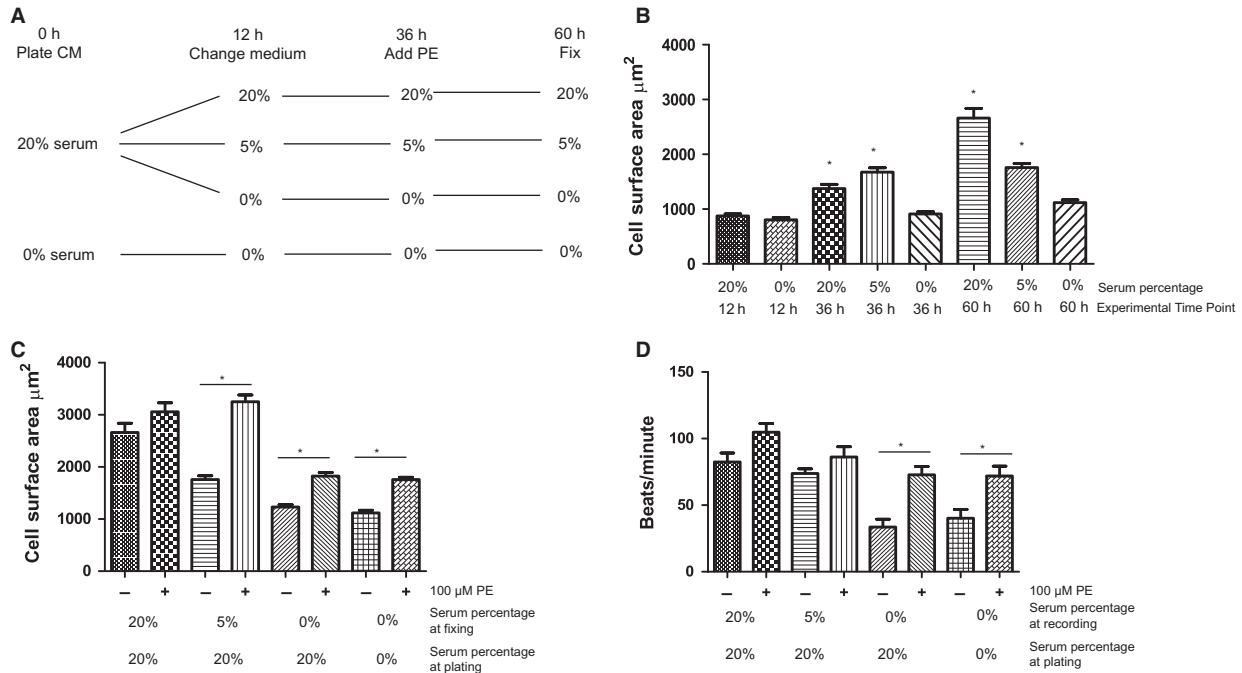 A
0 h 12 h 36 h 60 h
Plate CM Change medium Add PE Fix
20% 20% 20%
20% serum 5% 5% 5%
0% 0% 0%
0% serum 0% 0% 0%
B
Cell surface area μm2
4000
3000
2000
1000
0
* * * *
20% 0% 20% 5% 0% 20% 5% 0% Serum percentage
12 h 12 h 36 h 36 h 36 h 60 h 60 h 60 h Experimental Time Point
C
Cell surface area μm2
4000
3000
2000
1000
0
* * *
– + – + – + – + 100 μM PE
20% 5% 0% 0% Serum percentage
at fixing
20% 20% 20% 0% Serum percentage
at plating
D
Beats/minute
150
100
50
0
* *
– + – + – + – + 100 μM PE
20% 5% 0% 0% Serum percentage
at recording
20% 20% 20% 0% Serum percentage
at plating